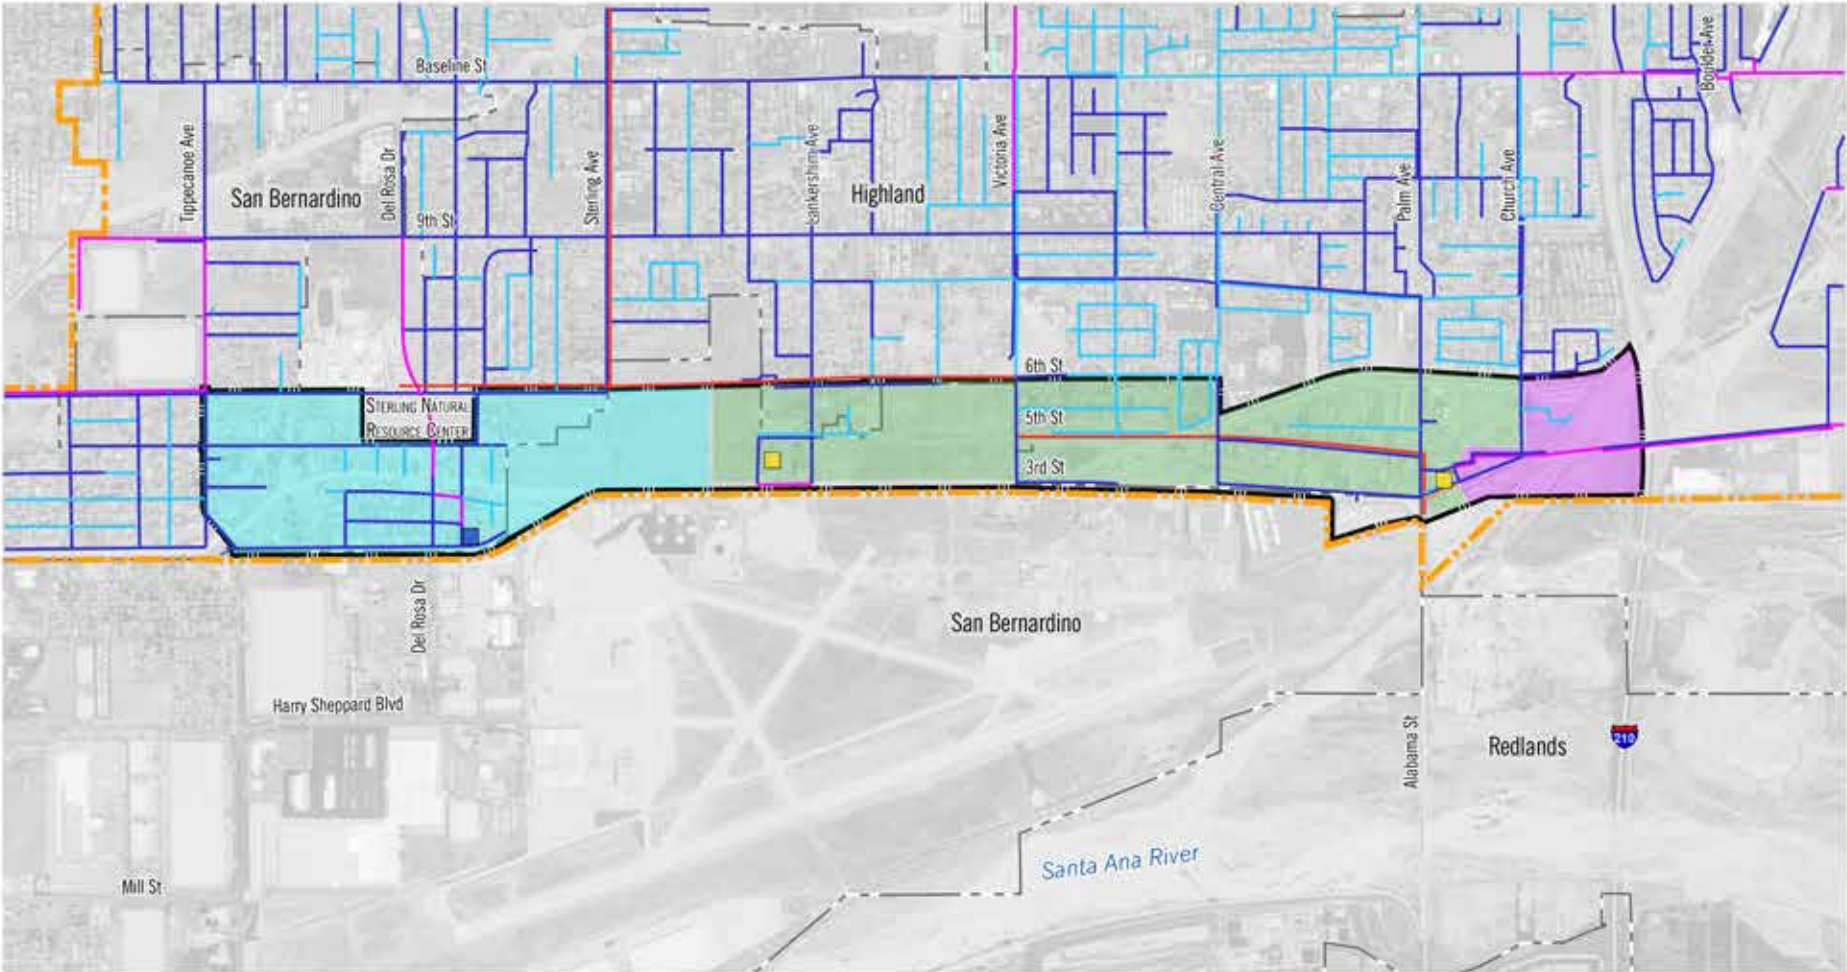 Baseline St
Boulder Ave
Tippecanoe Ave
Del Rosa Dr
San Bernardino
Sterling Ave
Lankershim Ave
Highland
Victoria Ave
Central Ave
Palm Ave
Church Ave
9th St
6th St
STERLING NATURAL
RESOURCE CENTER
5th St
3rd St
Del Rosa Dr
San Bernardino
Harry Sheppard Blvd
Alabama St
Redlands
210
Santa Ana River
Mill St